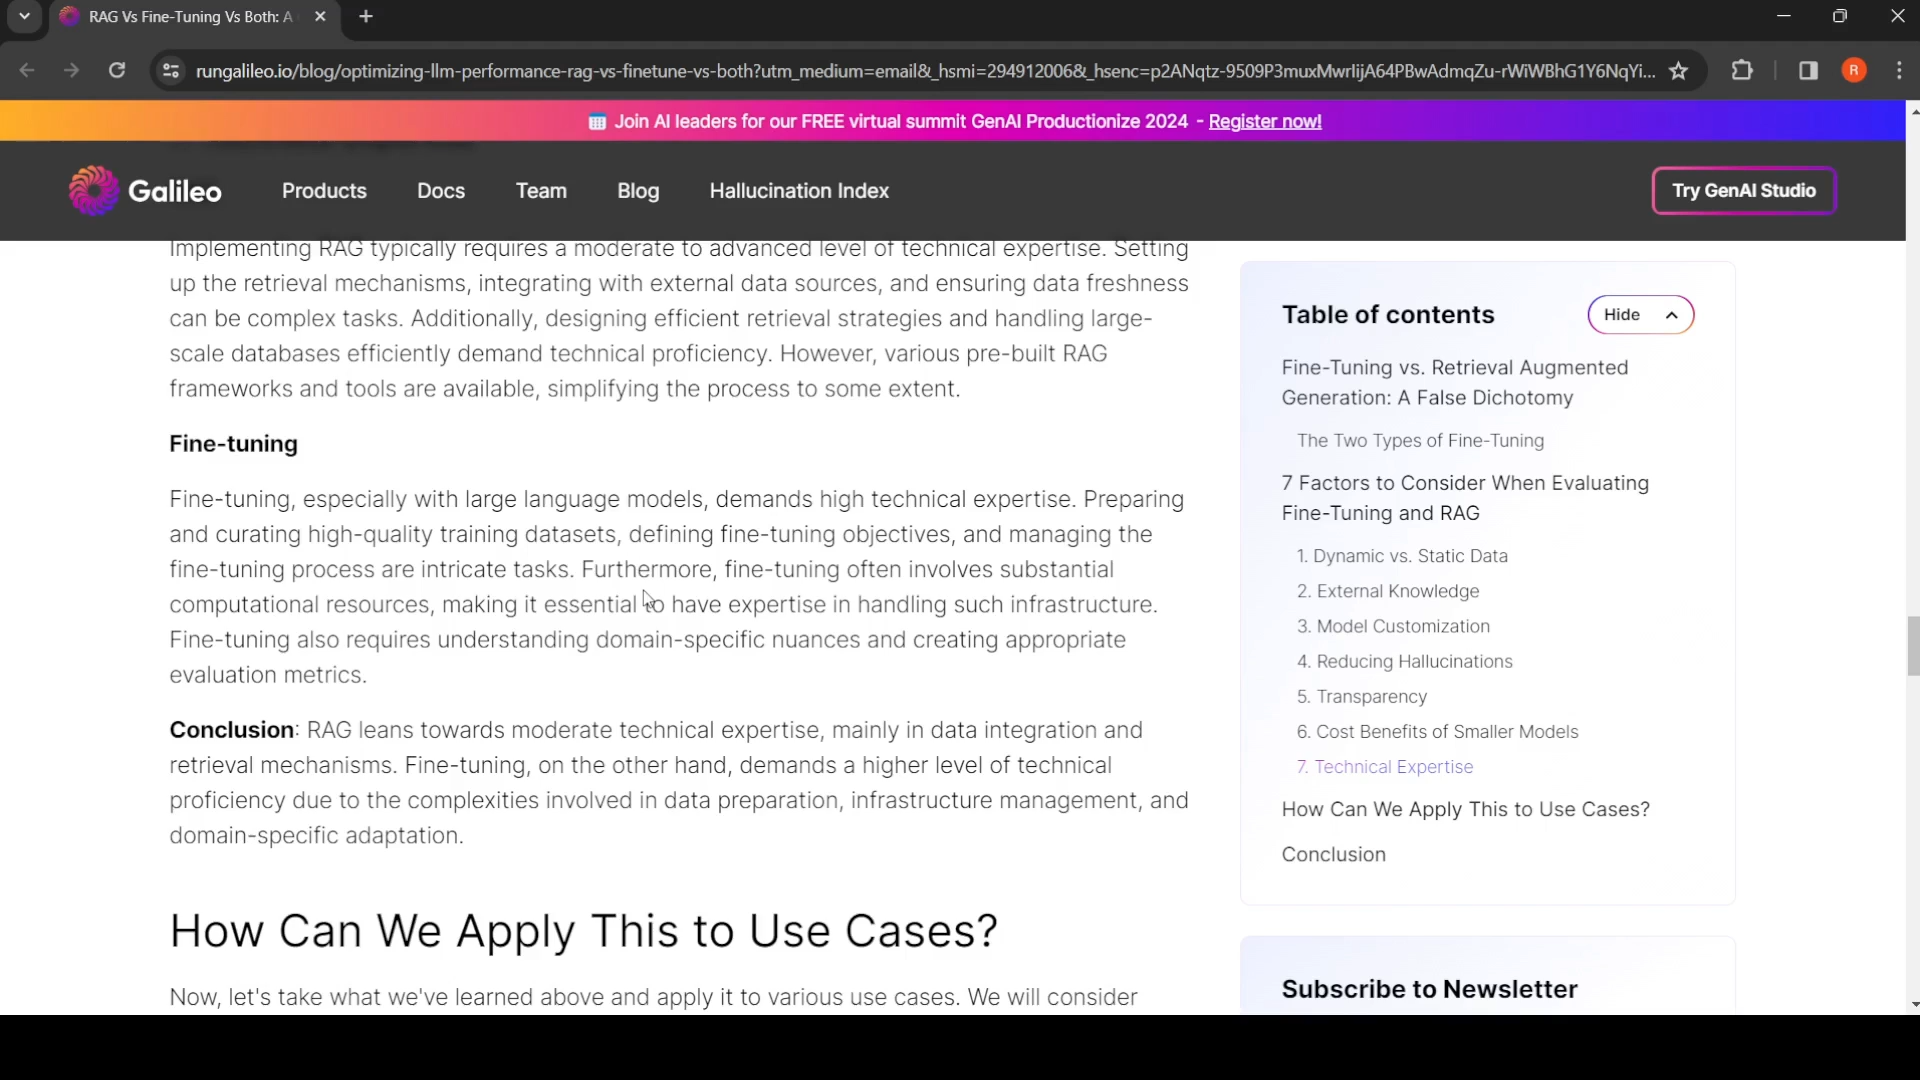 RAG Vs Fine-Tuning Vs Both: A
rungalileo.io/blog/optimizing-llm-performance-rag-vs-finetune-vs-both?utm_medium=email&_hsmi=294912006&_hsenc=p2ANqtz-9509P3muxMwrlijA64PBwAdmqZu-rWiWBhG1Y6NqYi...
R
Join AI leaders for our FREE virtual summit GenAI Productionize 2024 - Register now!
Galileo
Products
Docs
Team
Blog
Hallucination Index
Try GenAI Studio
Implementing RAG typically requires a moderate to advanced level of technical expertise. Setting
up the retrieval mechanisms, integrating with external data sources, and ensuring data freshness
can be complex tasks. Additionally, designing efficient retrieval strategies and handling large-
scale databases efficiently demand technical proficiency. However, various pre-built RAG
frameworks and tools are available, simplifying the process to some extent.
Fine-tuning
Fine-tuning, especially with large language models, demands high technical expertise. Preparing
and curating high-quality training datasets, defining fine-tuning objectives, and managing the
fine-tuning process are intricate tasks. Furthermore, fine-tuning often involves substantial
computational resources, making it essential to have expertise in handling such infrastructure.
Fine-tuning also requires understanding domain-specific nuances and creating appropriate
evaluation metrics.
Conclusion: RAG leans towards moderate technical expertise, mainly in data integration and
retrieval mechanisms. Fine-tuning, on the other hand, demands a higher level of technical
proficiency due to the complexities involved in data preparation, infrastructure management, and
domain-specific adaptation.
How Can We Apply This to Use Cases?
Now, let's take what we've learned above and apply it to various use cases. We will consider
Table of contents
Hide
Fine-Tuning vs. Retrieval Augmented
Generation: A False Dichotomy
The Two Types of Fine-Tuning
7 Factors to Consider When Evaluating
Fine-Tuning and RAG
1. Dynamic vs. Static Data
2. External Knowledge
3. Model Customization
4. Reducing Hallucinations
5. Transparency
6. Cost Benefits of Smaller Models
7. Technical Expertise
How Can We Apply This to Use Cases?
Conclusion
Subscribe to Newsletter